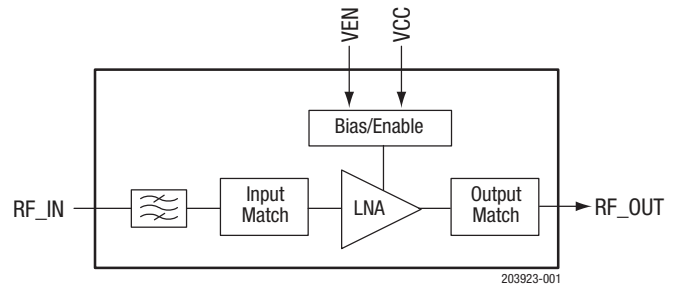 VEN
VCC
Bias/Enable
RF_IN
Input
Match
LNA
Output
Match
RF_OUT
203923-001